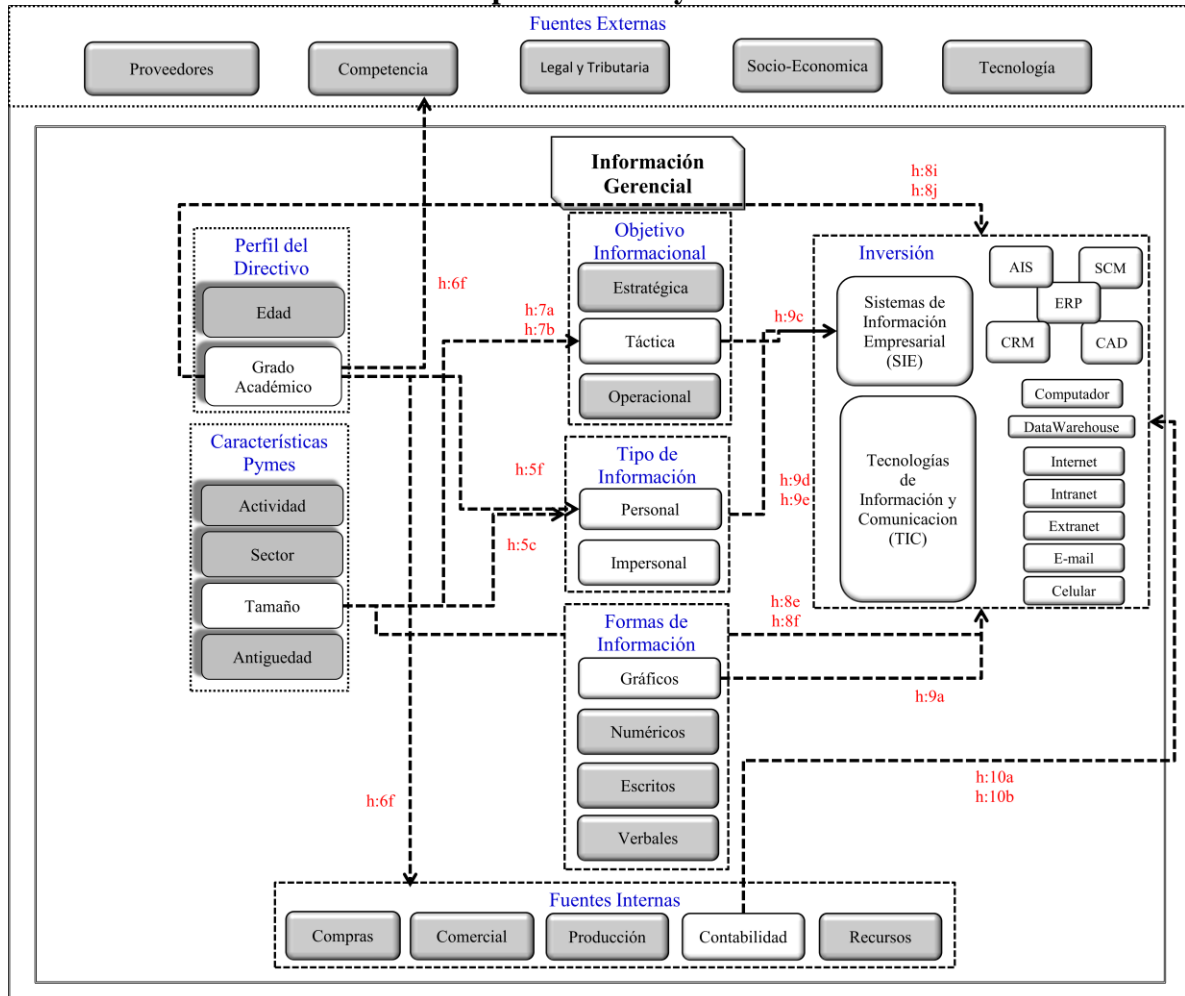 Fuentes Externas
Proveedores
Competencia
Legal y Tributaria
Socio-Economica
Tecnología
Información
Gerencial
h:8i
h:8j
Perfil del
Directivo
Edad
Grado
Académico
h:6f
Objetivo
Informacional
Estratégica
Táctica
Operacional
h:7a
h:7b
h:9c
Inversión
Sistemas de
Información
Empresarial
(SIE)
AIS
SCM
ERP
CRM
CAD
Tecnologías
de
Información y
Comunicacion
(TIC)
Computador
DataWarehouse
Internet
Intranet
Extranet
E-mail
Celular
Características
Pymes
Actividad
Sector
Tamaño
Antiguedad
h:5f
h:5c
Tipo de
Información
Personal
Impersonal
h:9d
h:9e
h:8e
h:8f
Formas de
Información
Gráficos
Numéricos
Escritos
Verbales
h:9a
h:6f
h:10a
h:10b
Fuentes Internas
Compras
Comercial
Producción
Contabilidad
Recursos